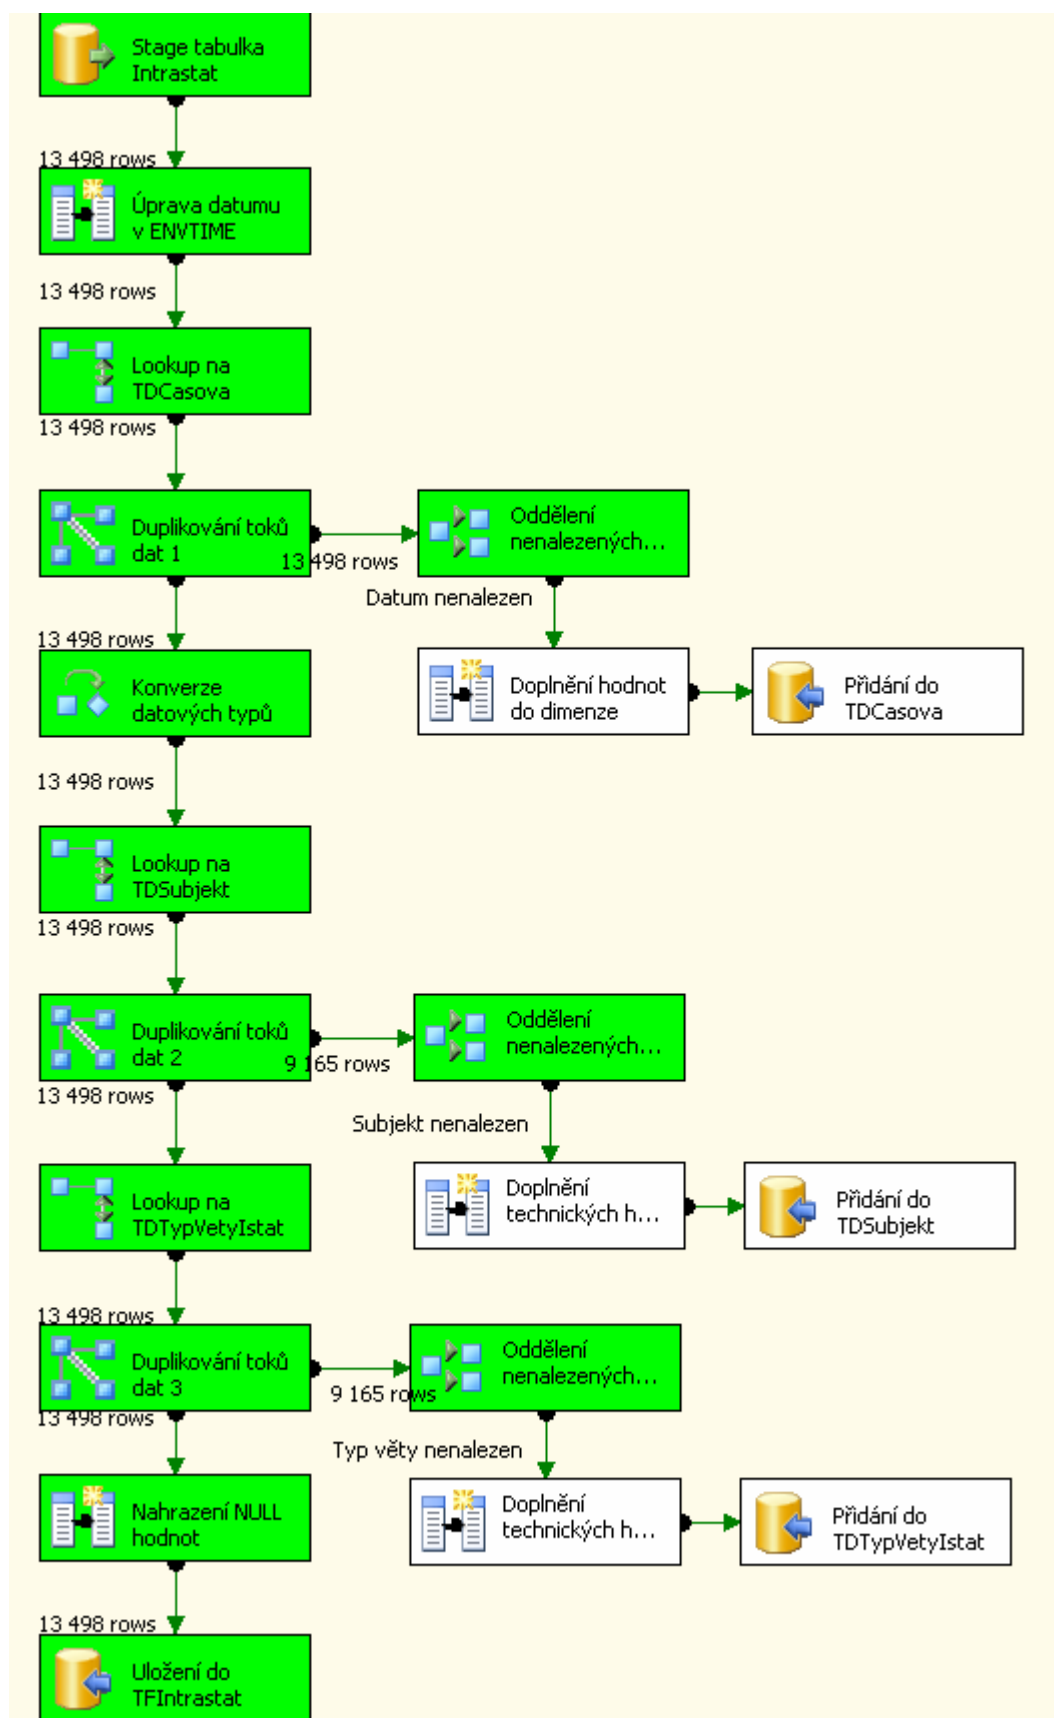 Stage tabulka
Intrastat
13 498 rows
Úprava datumu
v ENVTIME
13 498 rows
Lookup na
TDCasova
13 498 rows
Duplikování toků
dat 1
13 498 rows
Oddělení
nenalezených...
Datum nenalezen
13 498 rows
Konverze
datových typů
Doplnění hodnot
do dimenze
Přidání do
TDCasova
13 498 rows
Lookup na
TDSubjekt
13 498 rows
Duplikování toků
dat 2
9 165 rows
Oddělení
nenalezených...
13 498 rows
Subjekt nenalezen
Lookup na
TDTypVetyIstat
Doplnění
technických h...
Přidání do
TDSubjekt
13 498 rows
Duplikování toků
dat 3
9 165 rows
Oddělení
nenalezených...
13 498 rows
Typ věty nenalezen
Nahrazení NULL
hodnot
Doplnění
technických h...
Přidání do
TDTypVetyIstat
13 498 rows
Uložení do
TFIntrastat